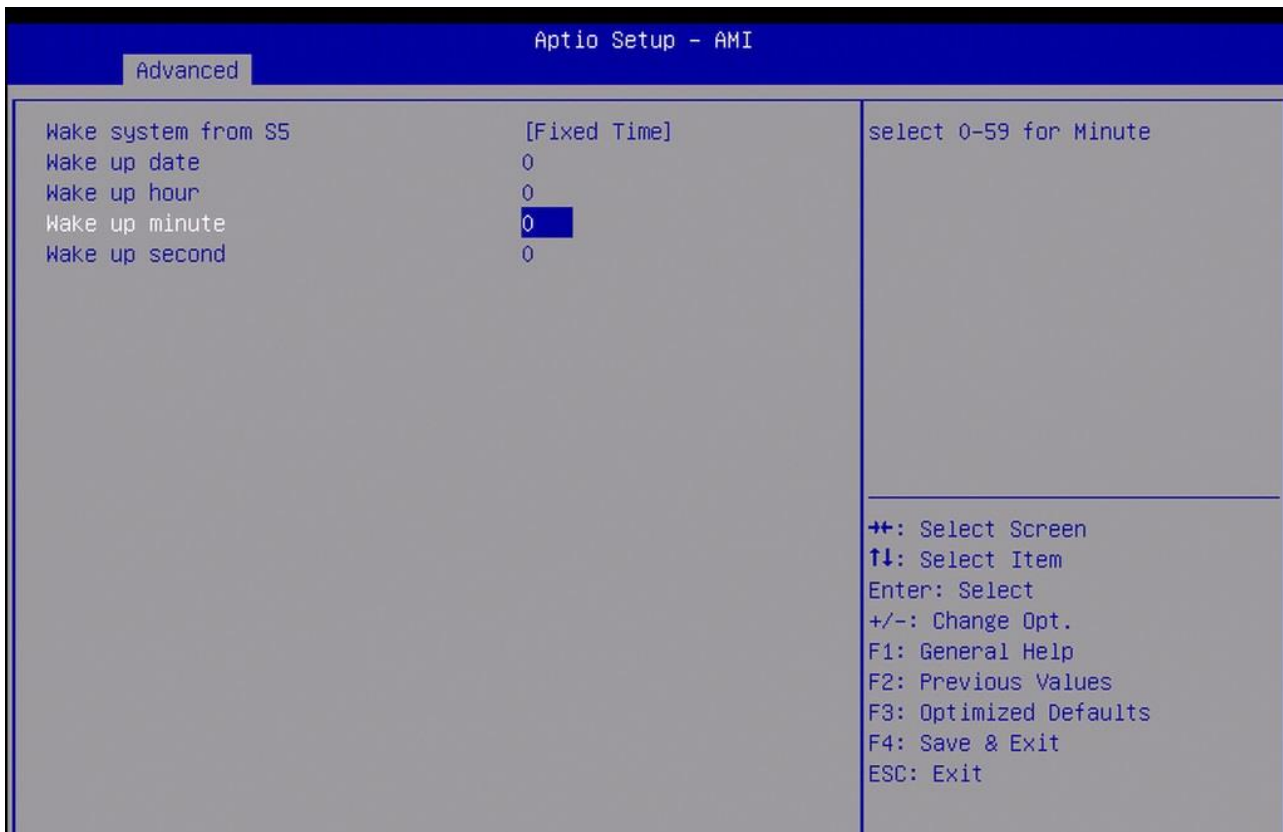 Aptio Setup – AMI
Advanced
Wake system from S5 [Fixed Time]
Wake up date 0
Wake up hour 0
Wake up minute 0
Wake up second 0
select 0-59 for Minute
→←: Select Screen
↑↓: Select Item
Enter: Select
+/-: Change Opt.
F1: General Help
F2: Previous Values
F3: Optimized Defaults
F4: Save & Exit
ESC: Exit